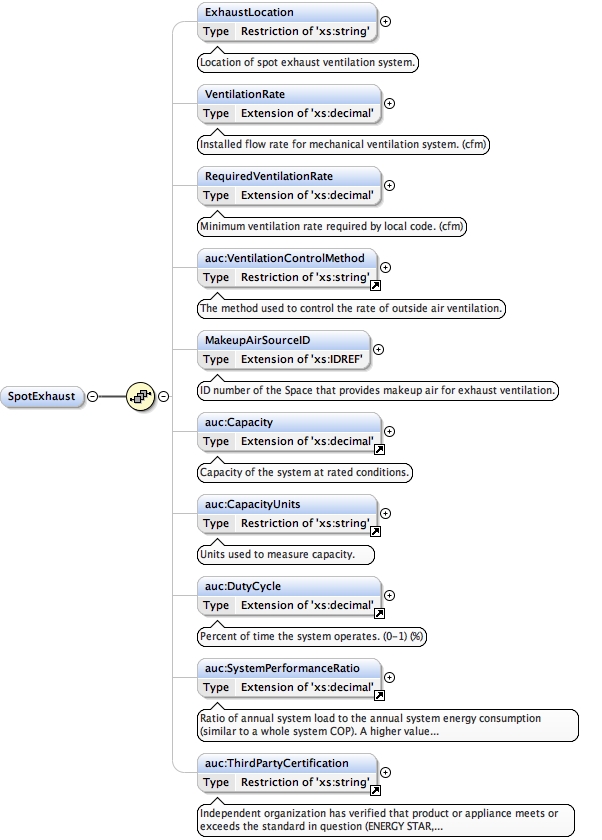 ExhaustLocation
Type Restriction of 'xs:string'
Location of spot exhaust ventilation system.
VentilationRate
Type Extension of 'xs:decimal'
Installed flow rate for mechanical ventilation system. (cfm)
RequiredVentilationRate
Type Extension of 'xs:decimal'
Minimum ventilation rate required by local code. (cfm)
auc:VentilationControlMethod
Type Restriction of 'xs:string'
The method used to control the rate of outside air ventilation.
MakeupAirSourceID
Type Extension of 'xs:IDREF'
ID number of the Space that provides makeup air for exhaust ventilation.
SpotExhaust
auc:Capacity
Type Extension of 'xs:decimal'
Capacity of the system at rated conditions.
auc:CapacityUnits
Type Restriction of 'xs:string'
Units used to measure capacity.
auc:DutyCycle
Type Extension of 'xs:decimal'
Percent of time the system operates. (0-1) (%)
auc:SystemPerformanceRatio
Type Extension of 'xs:decimal'
Ratio of annual system load to the annual system energy consumption
(similar to a whole system COP). A higher value...
auc:ThirdPartyCertification
Type Restriction of 'xs:string'
Independent organization has verified that product or appliance meets or
exceeds the standard in question (ENERGY STAR,...